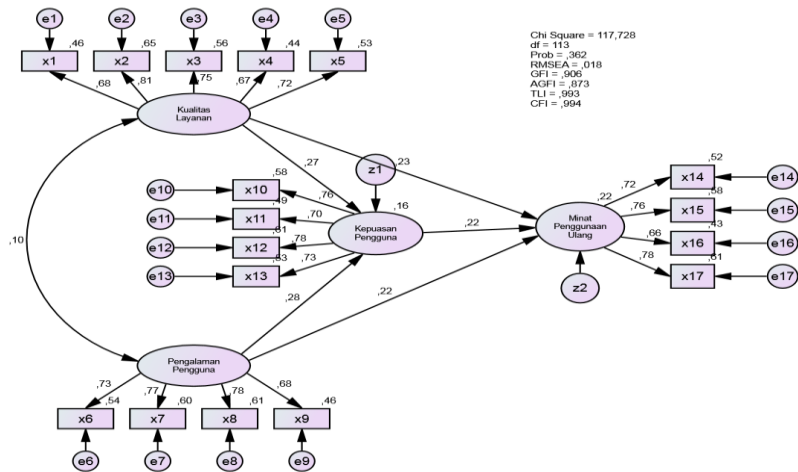 e1 e2 e3 e4 e5
,46 ,65 ,56 ,44 ,53
x1 x2 x3 x4 x5
,68 ,81 ,75 ,67 ,72
Kualitas
Layanan
Chi Square = 117,728
df = 113
Prob = ,362
RMSEA = ,018
GFI = ,906
AGFI = ,873
TLI = ,993
CFI = ,994
,27
,23
z1
,10
e10 x10 ,58 ,76
e11 x11 ,49 ,70
e12 x12 ,61 ,78
e13 x13 ,53 ,73
,16
Kepuasan
Pengguna
,22
,22
Minat
Penggunaan
Ulang
z2
,72 x14 ,52 e14
,76 x15 ,58 e15
,66 x16 ,43 e16
,78 x17 ,61 e17
,28
,22
Pengalaman
Pengguna
,73 ,77 ,78 ,68
,54 ,60 ,61 ,46
x6 x7 x8 x9
e6 e7 e8 e9